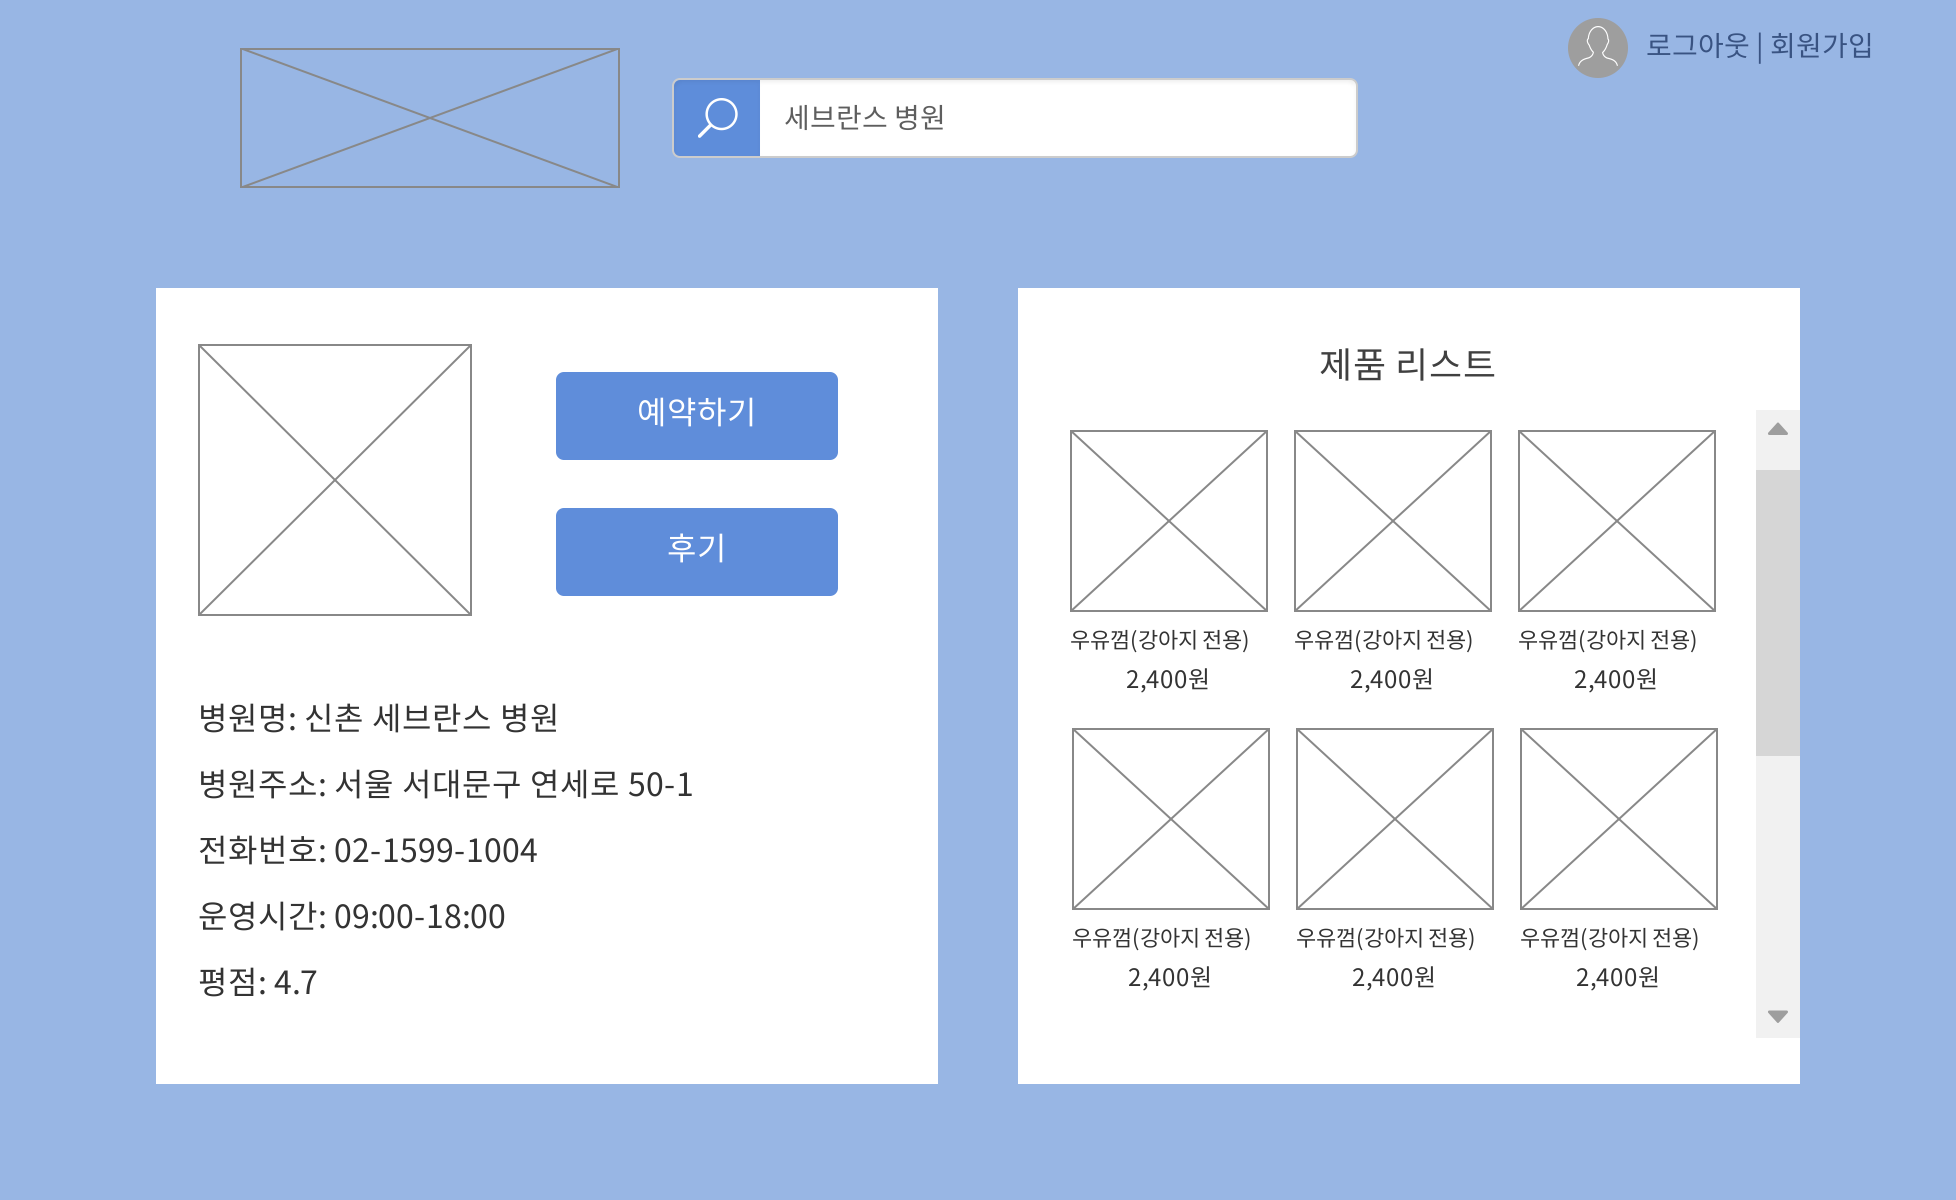 로그아웃 | 회원가입
세브란스 병원
예약하기
후기
병원명: 신촌 세브란스 병원
병원주소: 서울 서대문구 연세로 50-1
전화번호: 02-1599-1004
운영시간: 09:00-18:00
평점: 4.7
제품 리스트
우유껌(강아지 전용) 우유껌(강아지 전용) 우유껌(강아지 전용)
2,400원 2,400원 2,400원
우유껌(강아지 전용) 우유껌(강아지 전용) 우유껌(강아지 전용)
2,400원 2,400원 2,400원